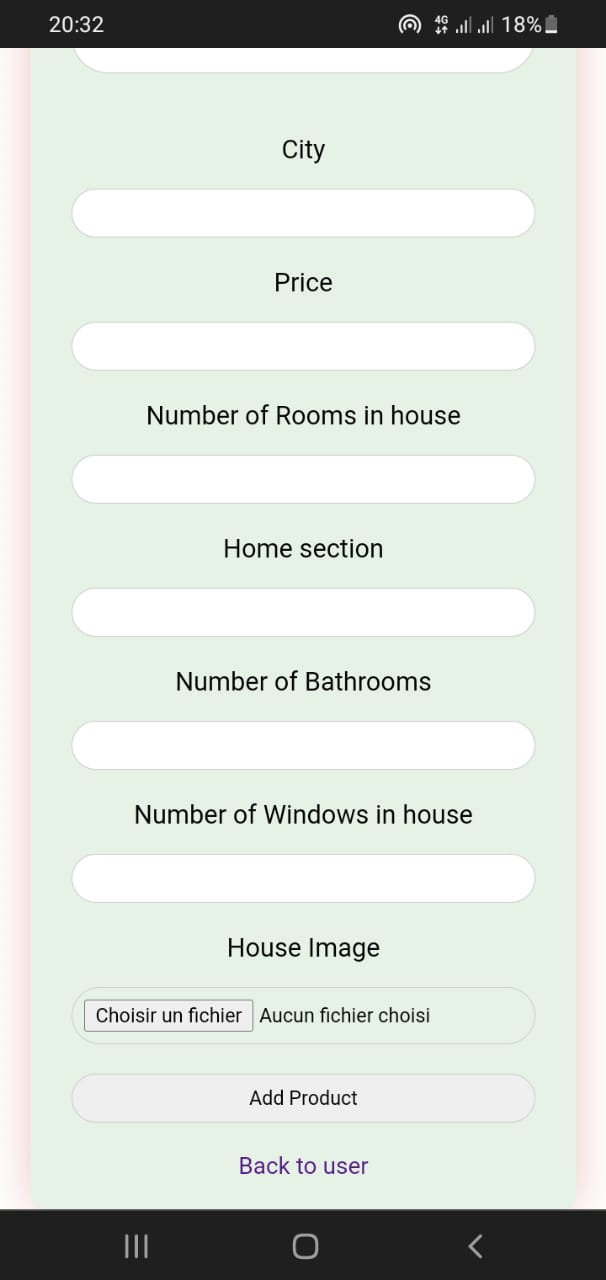 20:32
4G 18%
City
Price
Number of Rooms in house
Home section
Number of Bathrooms
Number of Windows in house
House Image
Choisir un fichier Aucun fichier choisi
Add Product
Back to user